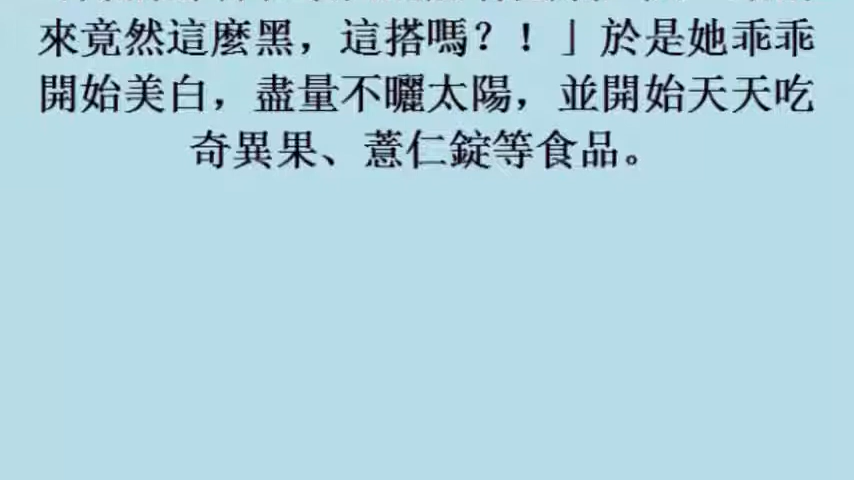 來竟然這麼黑，這搭嗎？！」於是她乖乖
開始美白，盡量不曬太陽，並開始天天吃
奇異果、薏仁錠等食品。